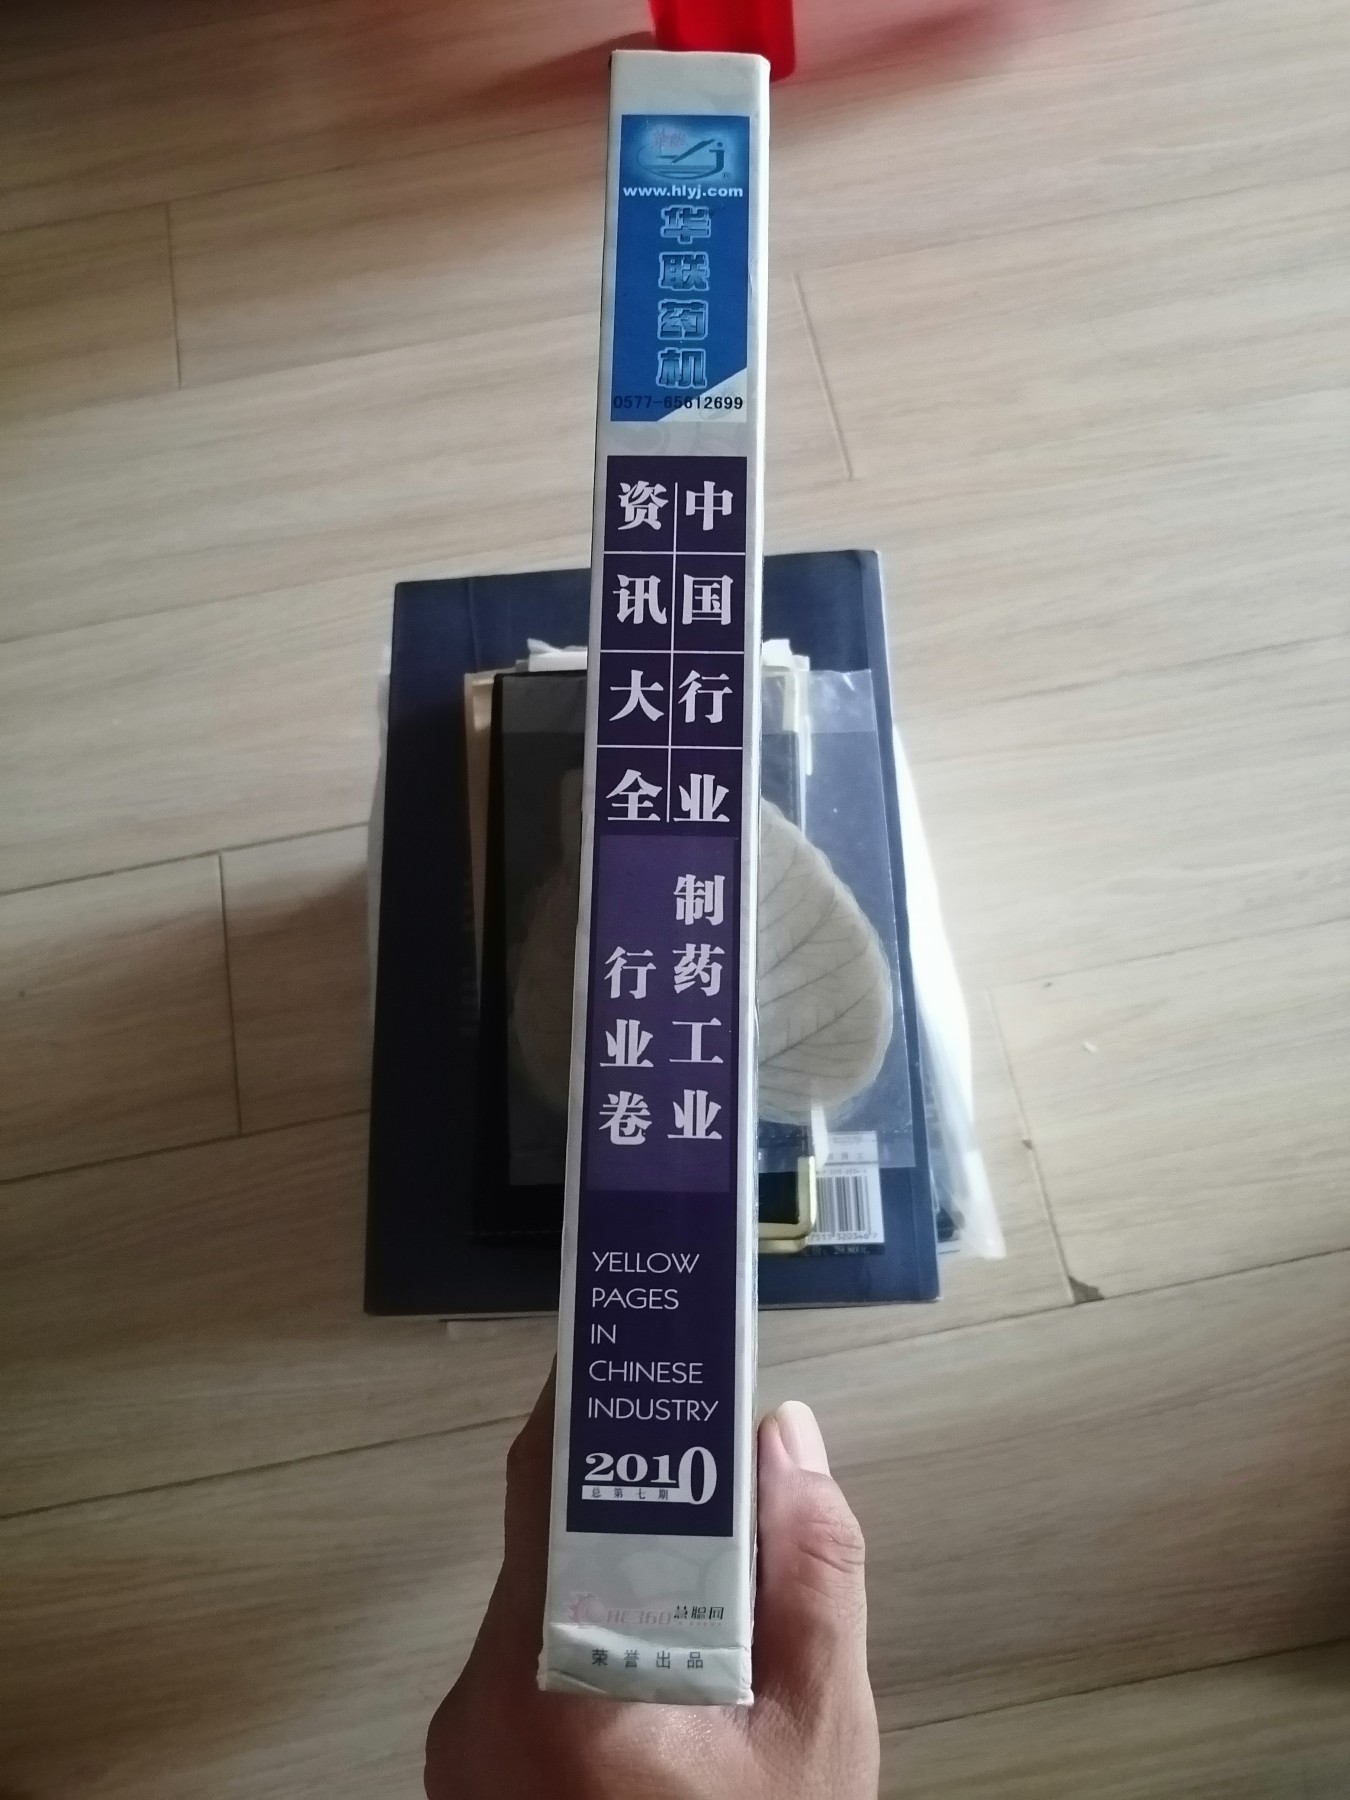 华联
www.hlyj.com
华联药机
0577-65612699
中国行业
资讯大全
制药工业
行业卷
YELLOW
PAGES
IN
CHINESE
INDUSTRY
2010
总第七期
慧聪网
荣誉出品